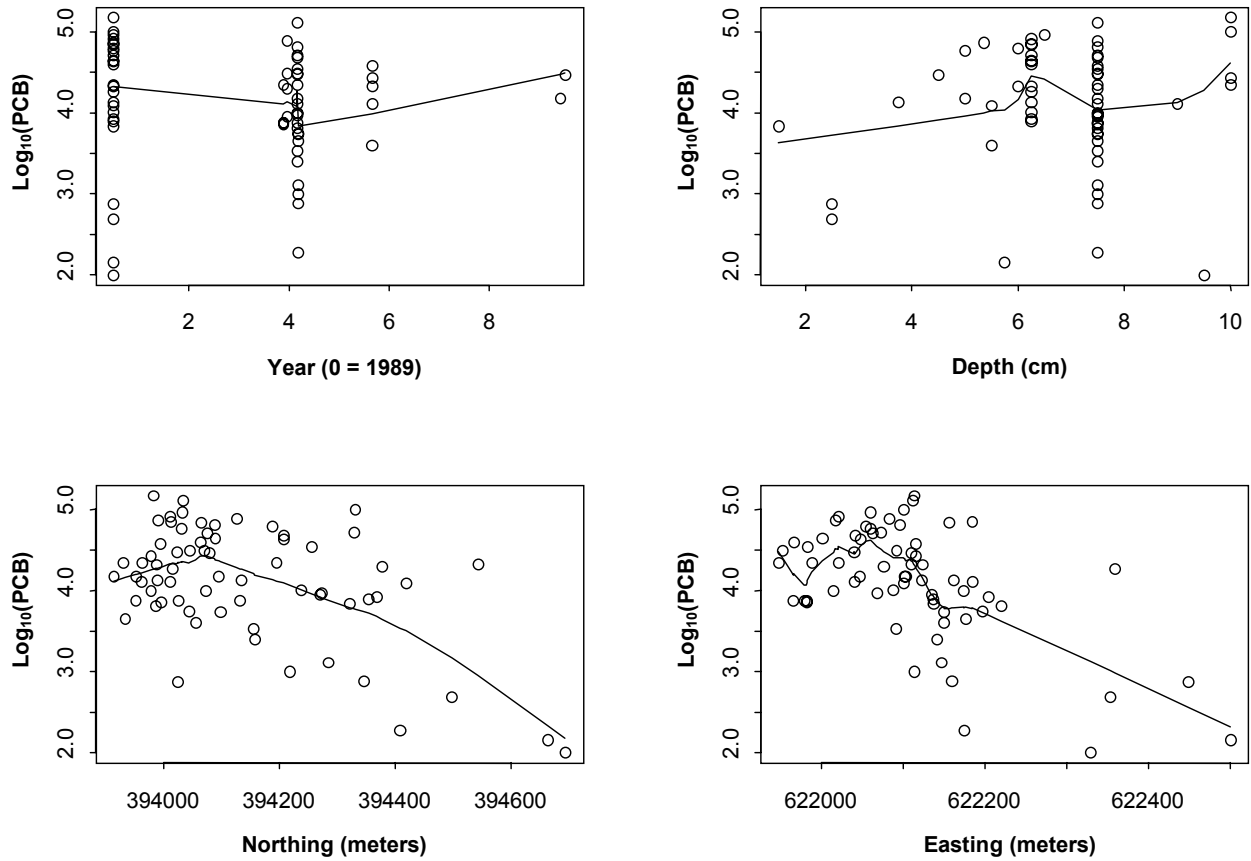 Log₁₀(PCB)
5.0
4.0
3.0
2.0
2 4 6 8
Year (0 = 1989)
Log₁₀(PCB)
5.0
4.0
3.0
2.0
2 4 6 8 10
Depth (cm)
Log₁₀(PCB)
5.0
4.0
3.0
2.0
394000 394200 394400 394600
Northing (meters)
Log₁₀(PCB)
5.0
4.0
3.0
2.0
622000 622200 622400
Easting (meters)